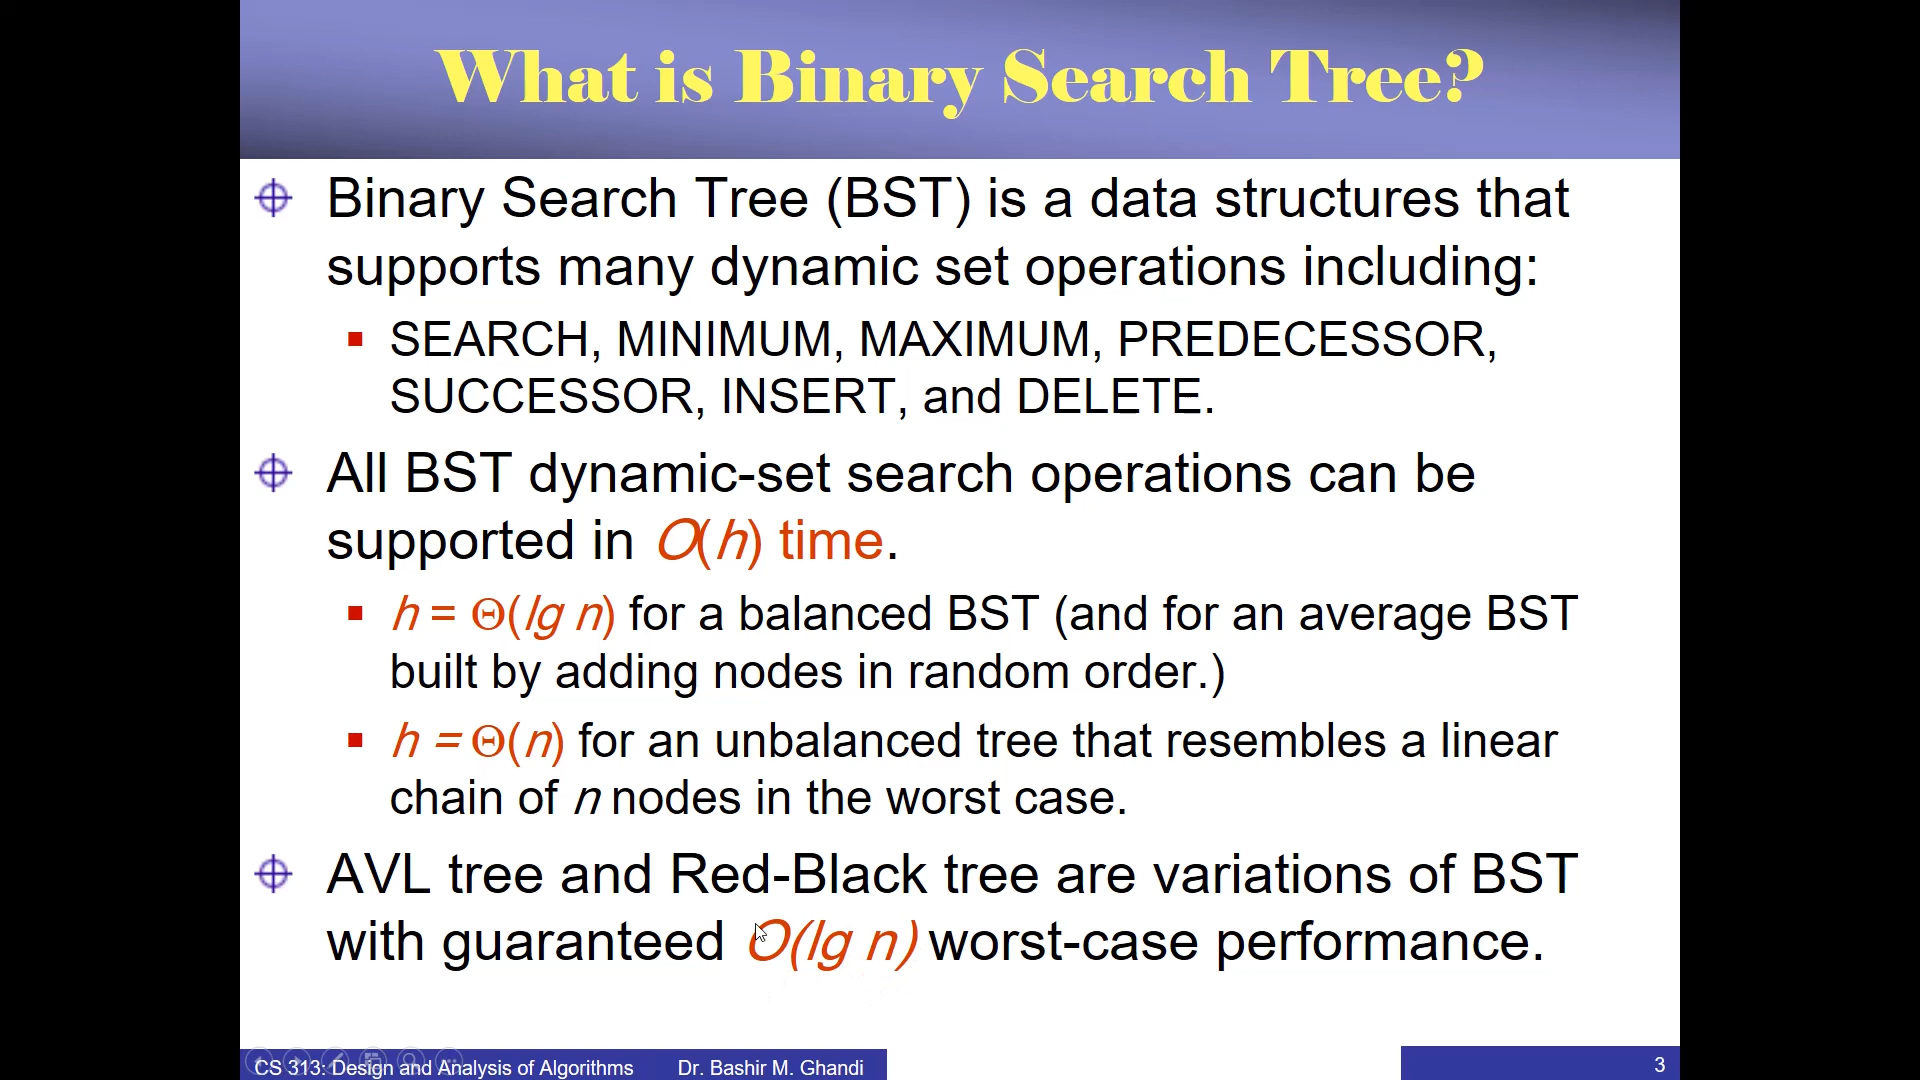 What is Binary Search Tree?
Binary Search Tree (BST) is a data structures that
supports many dynamic set operations including:
SEARCH, MINIMUM, MAXIMUM, PREDECESSOR,
SUCCESSOR, INSERT, and DELETE.
All BST dynamic-set search operations can be
supported in O(h) time.
h = Θ(lg n) for a balanced BST (and for an average BST
built by adding nodes in random order.)
h = Θ(n) for an unbalanced tree that resembles a linear
chain of n nodes in the worst case.
AVL tree and Red-Black tree are variations of BST
with guaranteed O(lg n) worst-case performance.
CS 313: Design and Analysis of Algorithms Dr. Bashir M. Ghandi 3